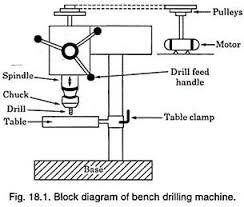 Pulleys
Motor
Spindle
Drill feed
handle
Chuck
Drill
Table
Table clamp
Base
Fig. 18.1. Block diagram of bench drilling machine.